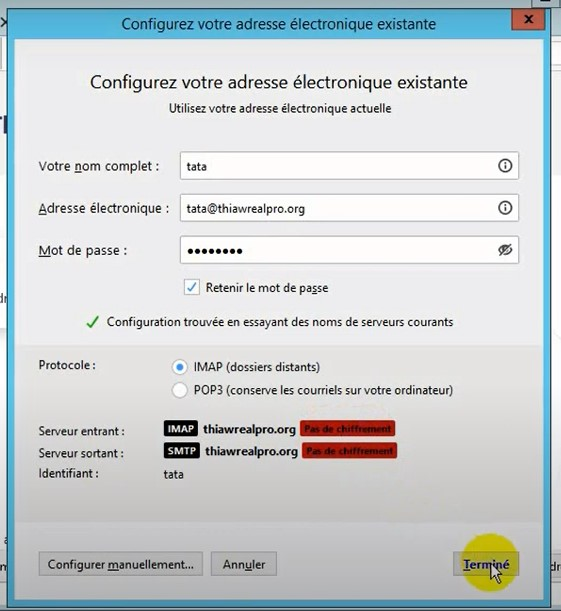 Configurez votre adresse électronique existante
Configurez votre adresse électronique existante
Utilisez votre adresse électronique actuelle
Votre nom complet :
tata
Adresse électronique :
tata@thiawrealpro.org
Mot de passe :
●●●●●●●●
Retenir le mot de passe
Configuration trouvée en essayant des noms de serveurs courants
Protocole :
IMAP (dossiers distants)
POP3 (conserve les courriels sur votre ordinateur)
Serveur entrant :
IMAP thiawrealpro.org Pas de chiffrement
Serveur sortant :
SMTP thiawrealpro.org Pas de chiffrement
Identifiant :
tata
Configurer manuellement...
Annuler
Terminé